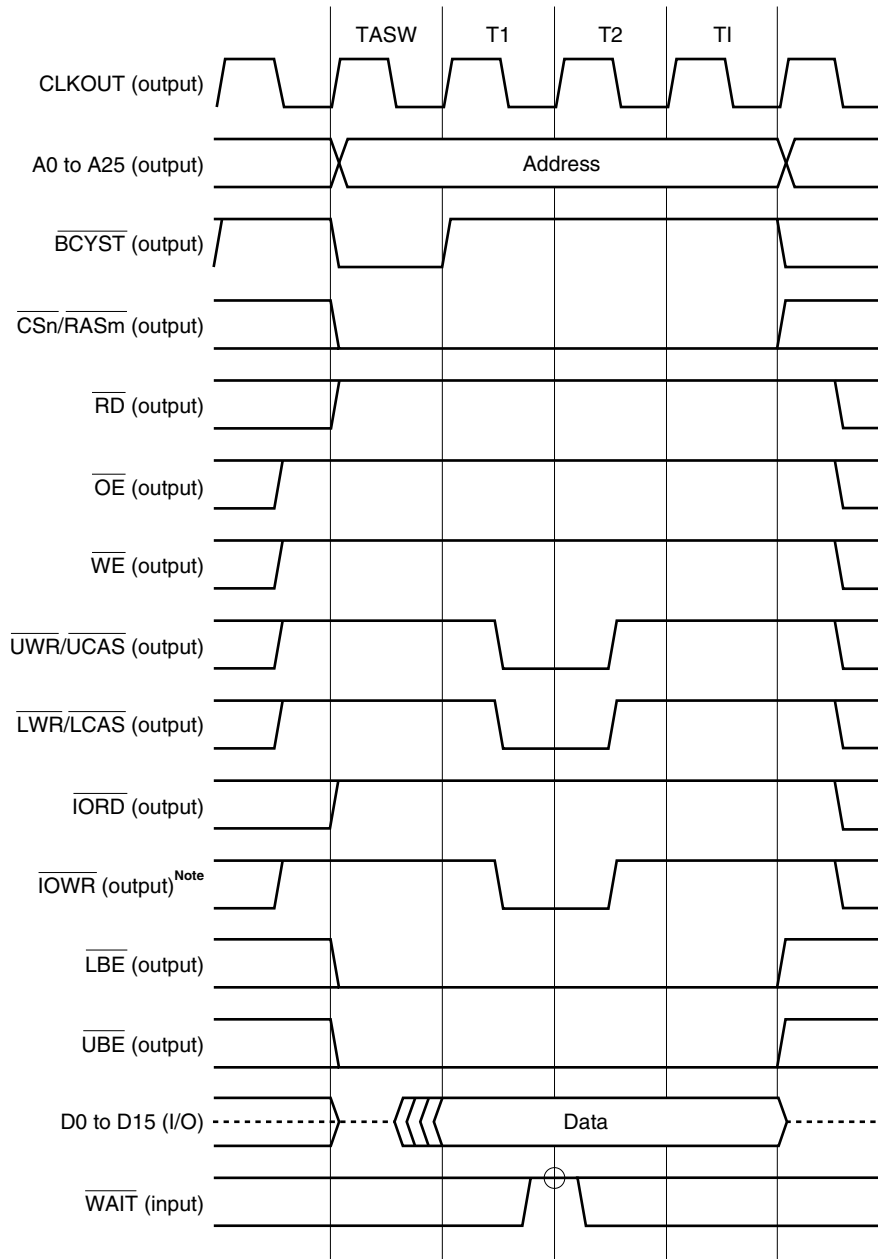 TASW T1 T2 TI
CLKOUT (output)
A0 to A25 (output) Address
BCYST (output)
CSn/RASm (output)
RD (output)
OE (output)
WE (output)
UWR/UCAS (output)
LWR/LCAS (output)
IORD (output)
IOWR (output)Note
LBE (output)
UBE (output)
D0 to D15 (I/O) Data
WAIT (input)